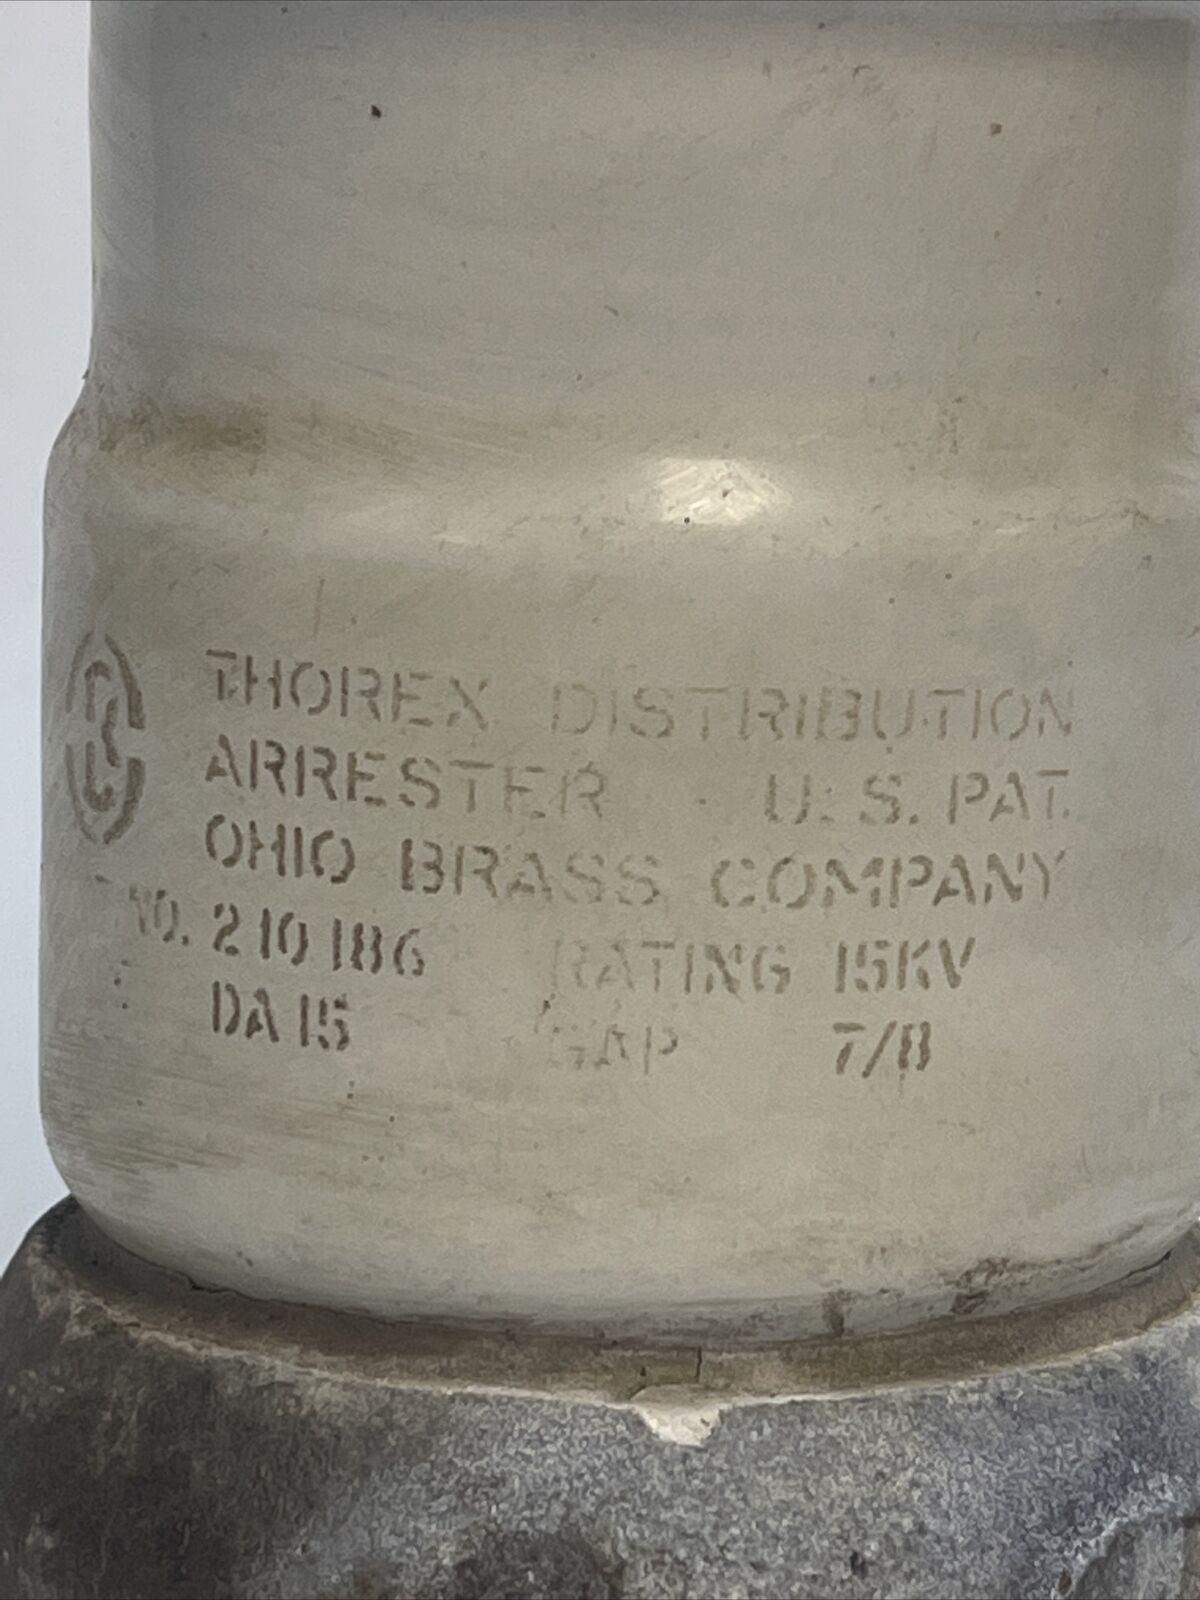 THOREX DISTRIBUTION
ARRESTER U.S. PAT.
OHIO BRASS COMPANY
NO. 210186 RATING 15KV
DA15 GAP 7/8